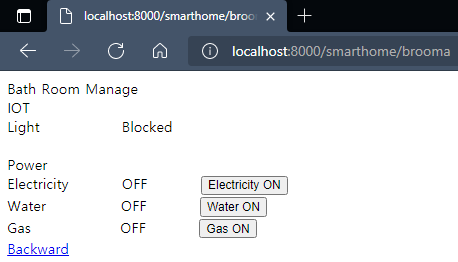 localhost:8000/smarthome/broom
localhost:8000/smarthome/brooma
Bath Room Manage
IOT
Light Blocked
Power
Electricity OFF Electricity ON
Water OFF Water ON
Gas OFF Gas ON
Backward